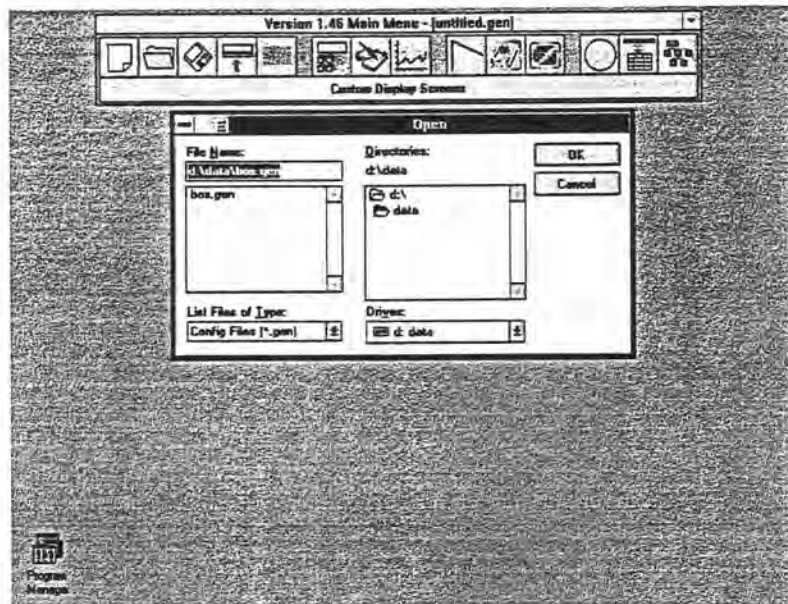 Version 1.46 Main Menu - [untitled.gen]
Custom Display Screens
Open
File Name:
d:\data\box.gen
box.gen
List Files of Type:
Config Files (*.gen)
Directories:
d:\data
d:\
data
Drives:
d: data
OK
Cancel
Program
Manager